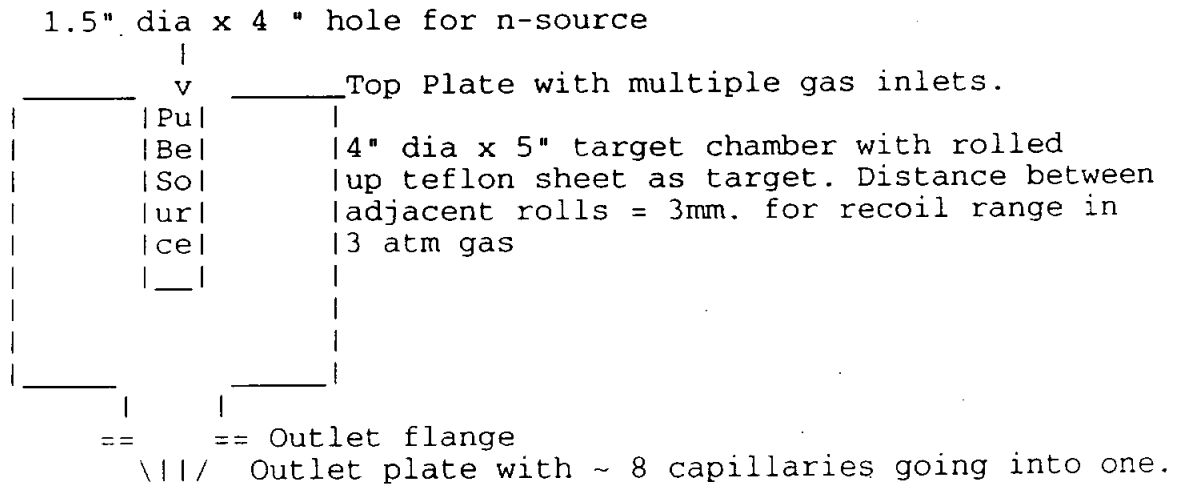 1.5" dia x 4 " hole for n-source
|
v
Top Plate with multiple gas inlets.
|Pu|
|Be| 4" dia x 5" target chamber with rolled
|So| up teflon sheet as target. Distance between
|ur| adjacent rolls = 3mm. for recoil range in
|ce| 3 atm gas
|__|
== == Outlet flange
\||/ Outlet plate with ~ 8 capillaries going into one.